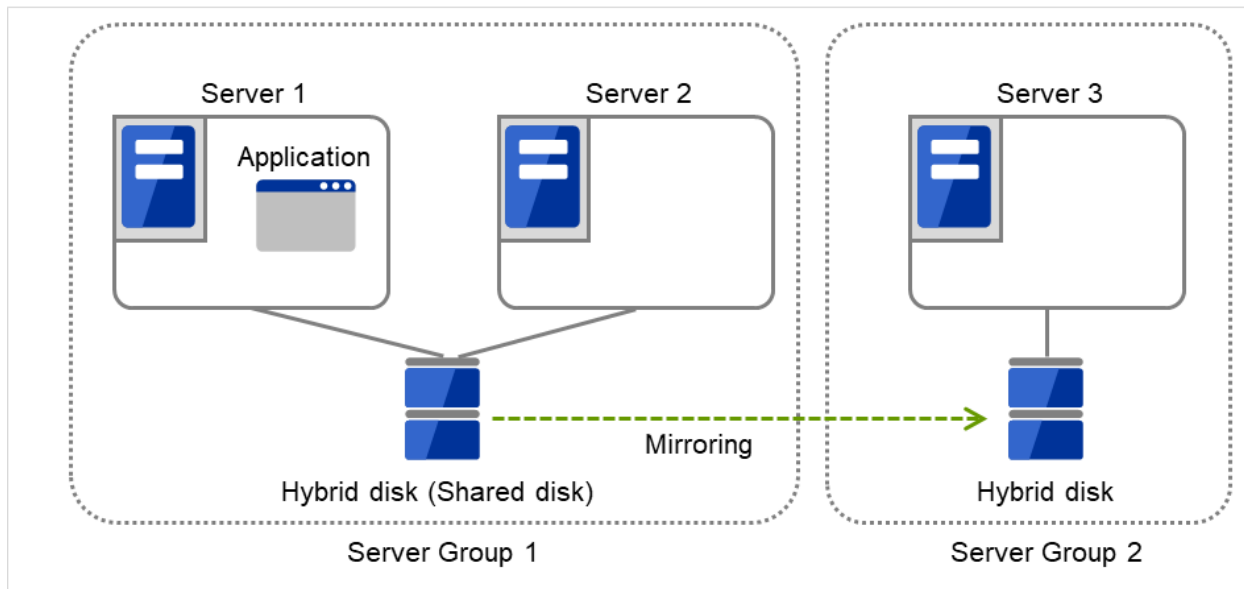 Server 1
Server 2
Server 3
Application
Mirroring
Hybrid disk (Shared disk)
Hybrid disk
Server Group 1
Server Group 2